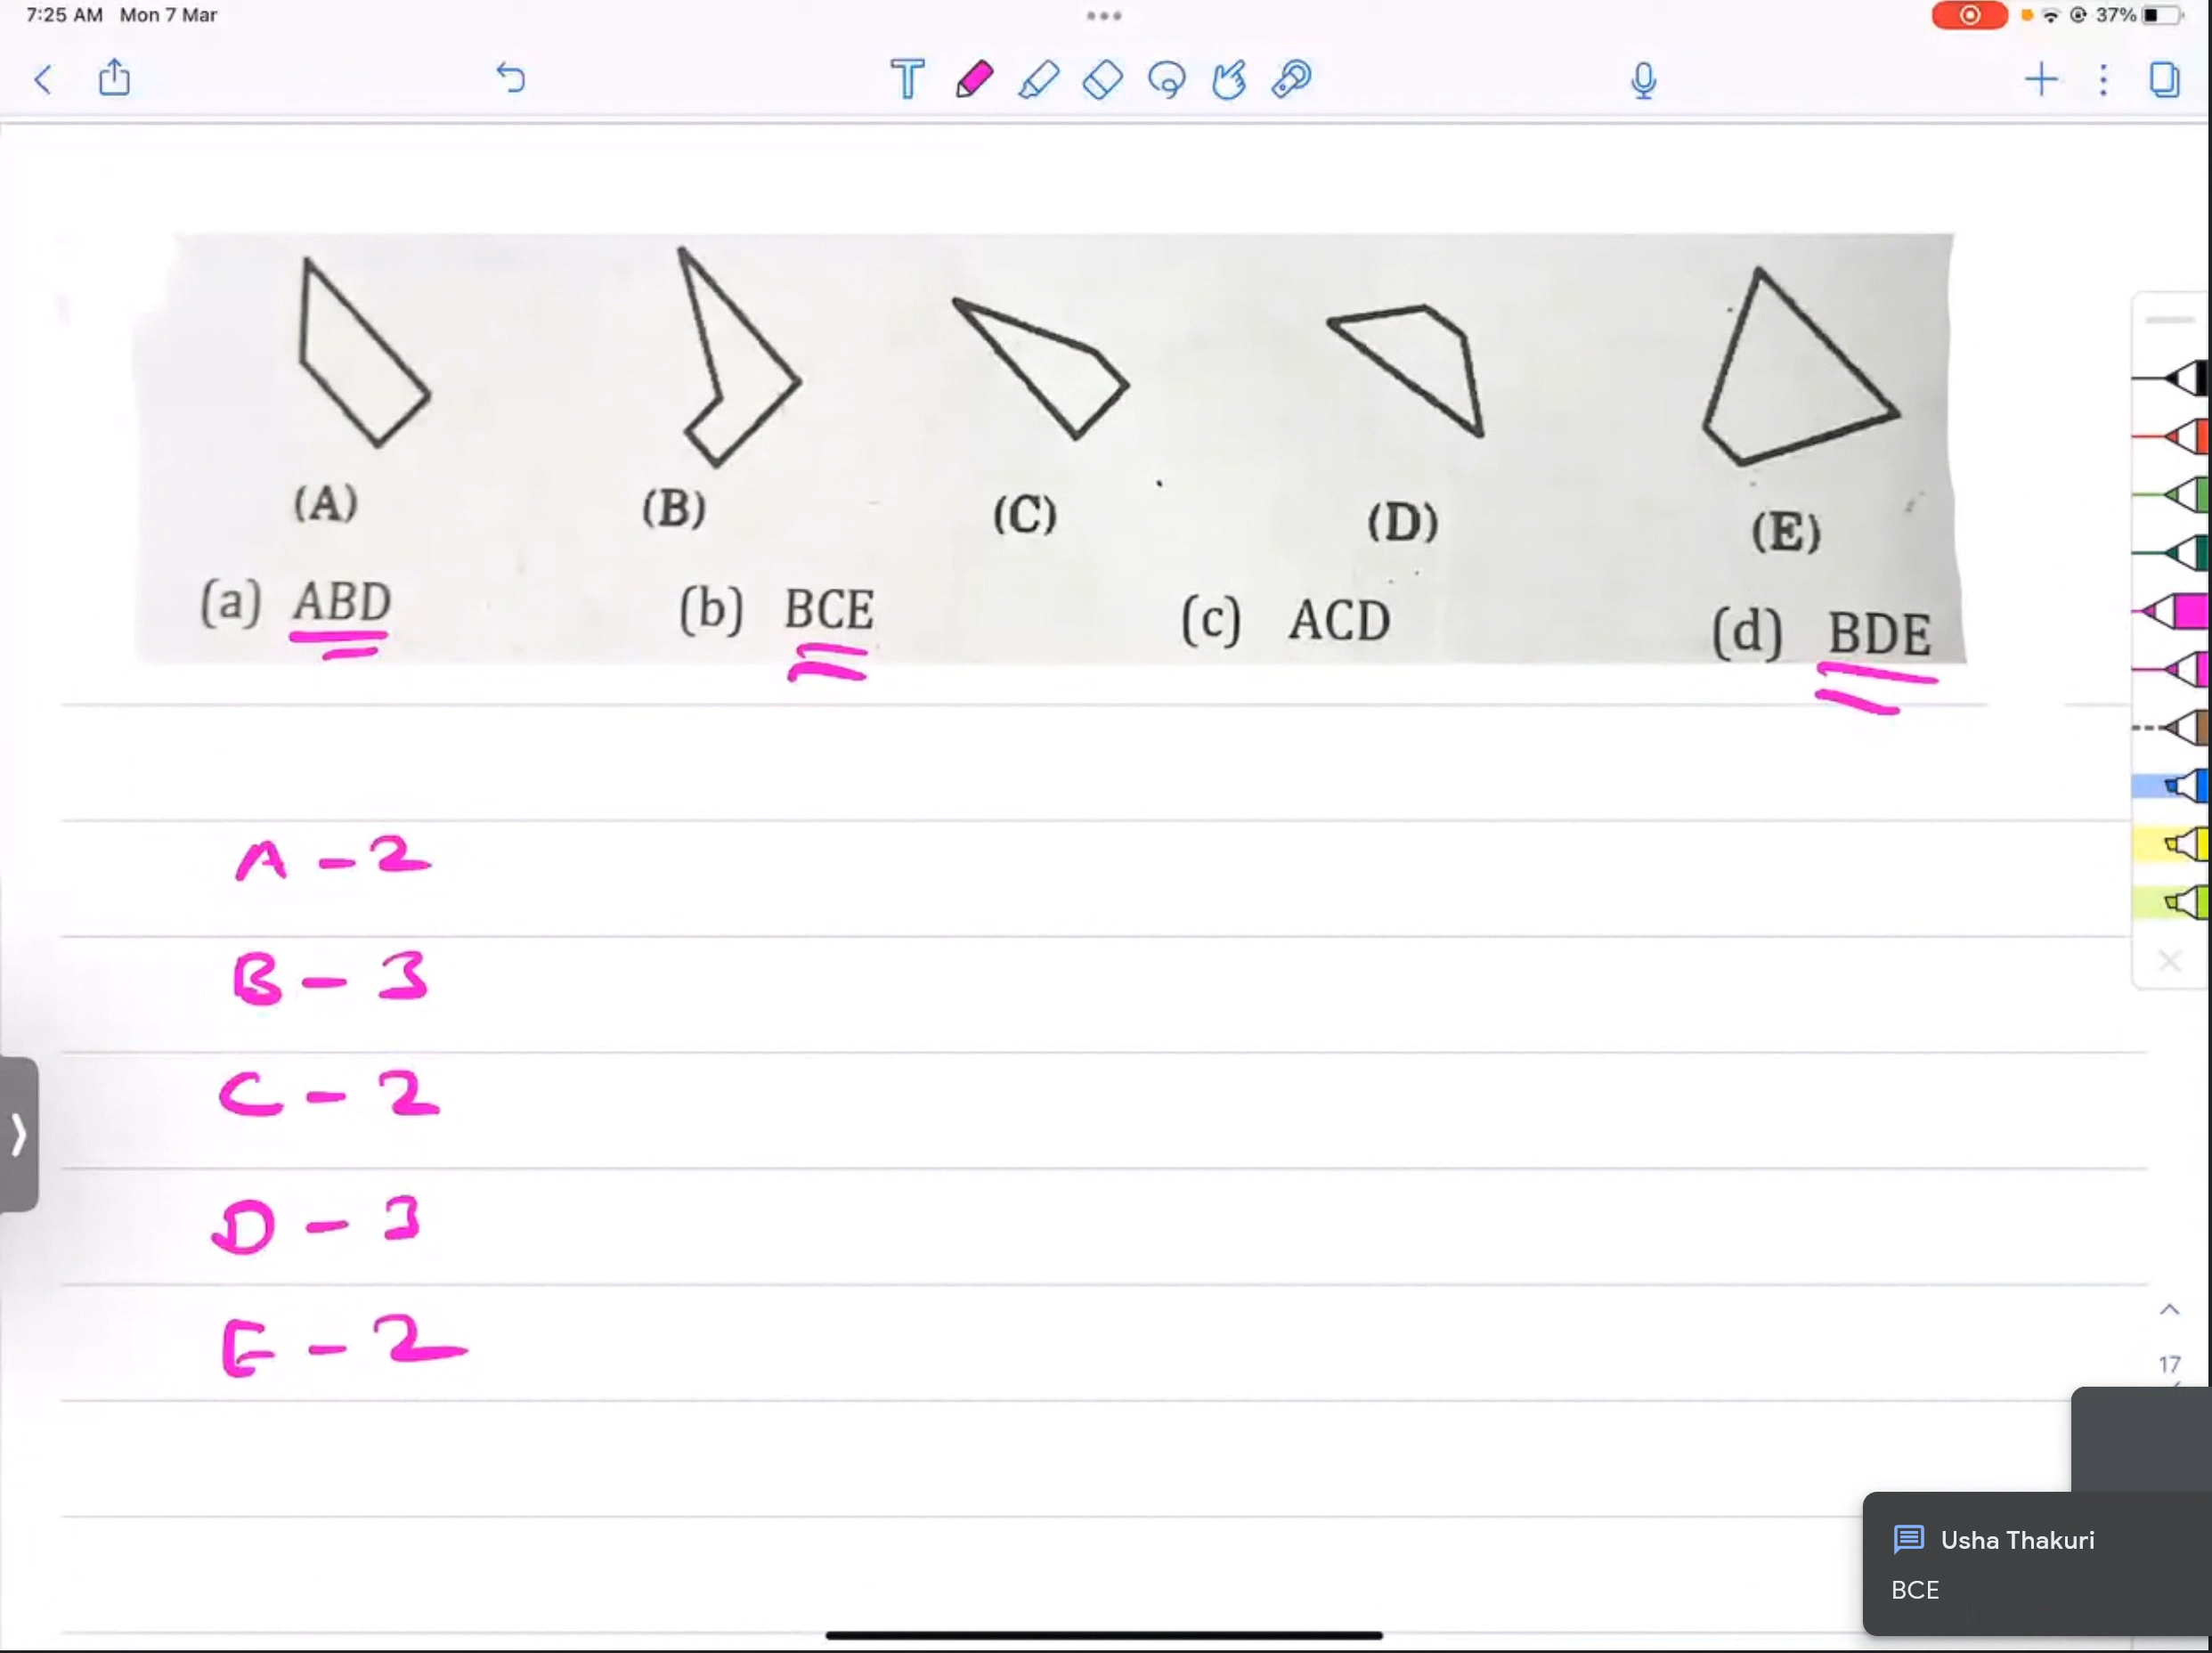 7:25 AM Mon 7 Mar
37%
(A) (B) (C) (D) (E)
(a) ABD (b) BCE (c) ACD (d) BDE
A - 2
B - 3
C - 2
D - 3
E - 2
17
Usha Thakuri
BCE